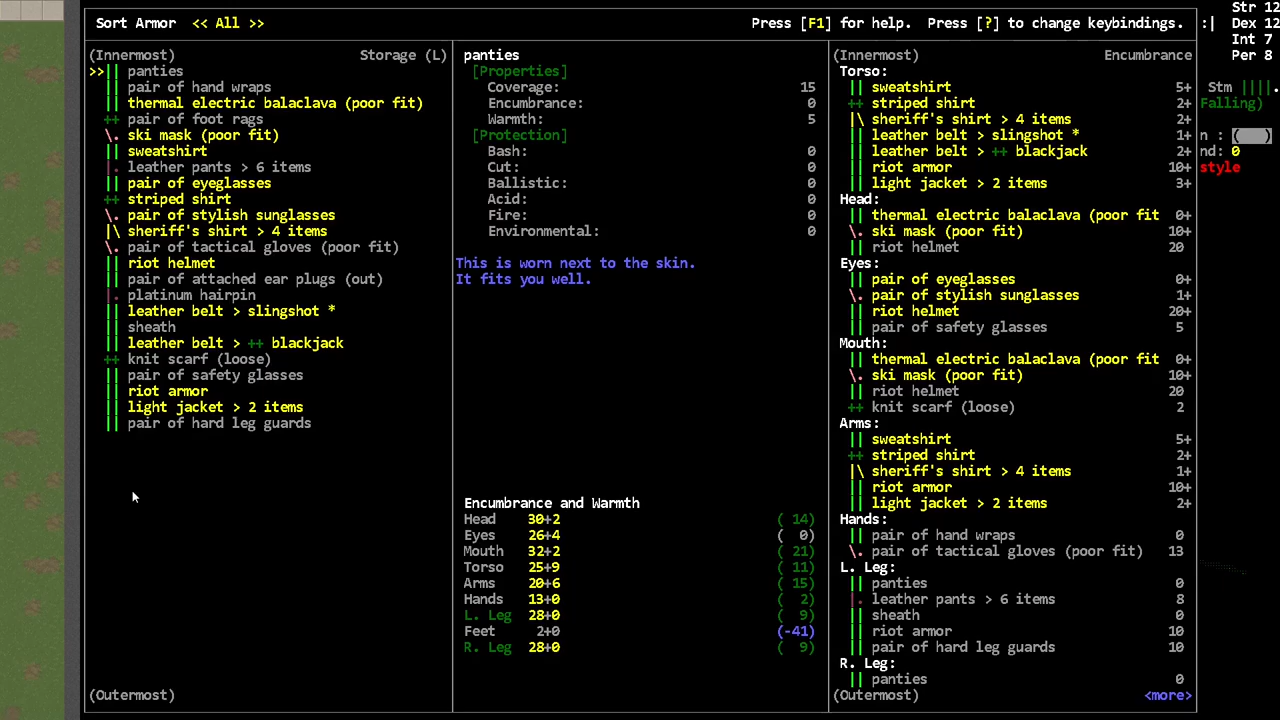 Sort Armor << All >> Press [F1] for help. Press [?] to change keybindings.
(Innermost) Storage (L)
>>|| panties
|| pair of hand wraps
|| thermal electric balaclava (poor fit)
++ pair of foot rags
\. ski mask (poor fit)
|| sweatshirt
|. leather pants > 6 items
|| pair of eyeglasses
++ striped shirt
\. pair of stylish sunglasses
|\ sheriff's shirt > 4 items
\. pair of tactical gloves (poor fit)
|| riot helmet
|| pair of attached ear plugs (out)
|. platinum hairpin
|| leather belt > slingshot *
|| sheath
|| leather belt > ++ blackjack
++ knit scarf (loose)
|| pair of safety glasses
|| riot armor
|| light jacket > 2 items
|| pair of hard leg guards
(Outermost)
panties
[Properties]
Coverage: 15
Encumbrance: 0
Warmth: 5
[Protection]
Bash: 0
Cut: 0
Ballistic: 0
Acid: 0
Fire: 0
Environmental: 0
This is worn next to the skin.
It fits you well.
Encumbrance and Warmth
Head 30+2 ( 14)
Eyes 26+4 ( 0)
Mouth 32+2 ( 21)
Torso 25+9 ( 11)
Arms 20+6 ( 15)
Hands 13+0 ( 2)
L. Leg 28+0 ( 9)
Feet 2+0 (-41)
R. Leg 28+0 ( 9)
(Innermost) Encumbrance
Torso:
|| sweatshirt 5+
++ striped shirt 2+
|\ sheriff's shirt > 4 items 2+
|| leather belt > slingshot * 1+
|| leather belt > ++ blackjack 2+
|| riot armor 10+
|| light jacket > 2 items 3+
Head:
|| thermal electric balaclava (poor fit 0+
\. ski mask (poor fit) 10+
|| riot helmet 20
Eyes:
|| pair of eyeglasses 0+
\. pair of stylish sunglasses 1+
|| riot helmet 20+
|| pair of safety glasses 5
Mouth:
|| thermal electric balaclava (poor fit 0+
\. ski mask (poor fit) 10+
|| riot helmet 20
++ knit scarf (loose) 2
Arms:
|| sweatshirt 5+
++ striped shirt 2+
|\ sheriff's shirt > 4 items 1+
|| riot armor 10+
|| light jacket > 2 items 2+
Hands:
|| pair of hand wraps 0
\. pair of tactical gloves (poor fit) 13
L. Leg:
|| panties 0
|. leather pants > 6 items 8
|| sheath 0
|| riot armor 10
|| pair of hard leg guards 10
R. Leg:
|| panties 0
(Outermost) <more>
Str 12
:| Dex 12
Int 7
Per 8
Stm ||||.
Falling)
n : ( )
nd: 0
style